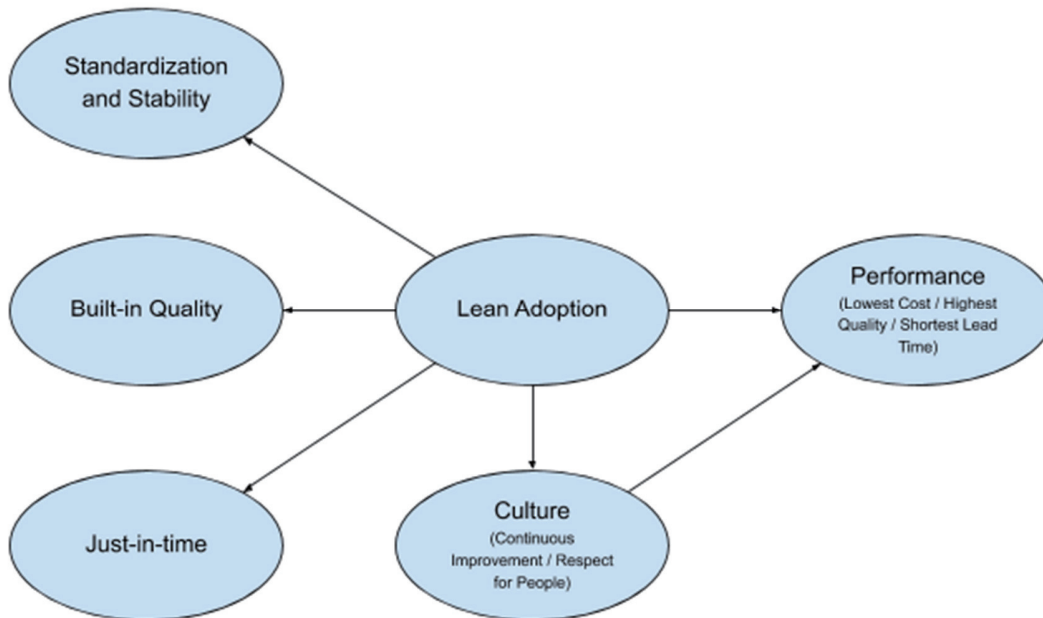 Standardization
and Stability
Built-in Quality
Lean Adoption
Performance
(Lowest Cost / Highest
Quality / Shortest Lead
Time)
Just-in-time
Culture
(Continuous
Improvement / Respect
for People)